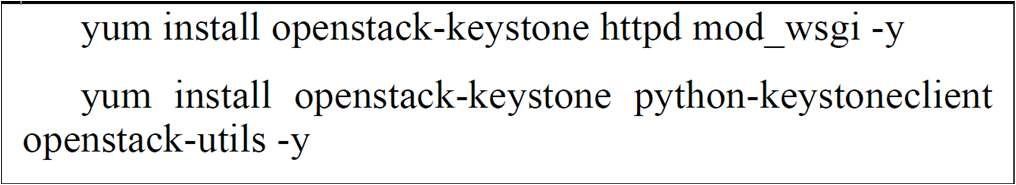 yum install openstack-keystone httpd mod_wsgi -y
yum install openstack-keystone python-keystoneclient
openstack-utils -y